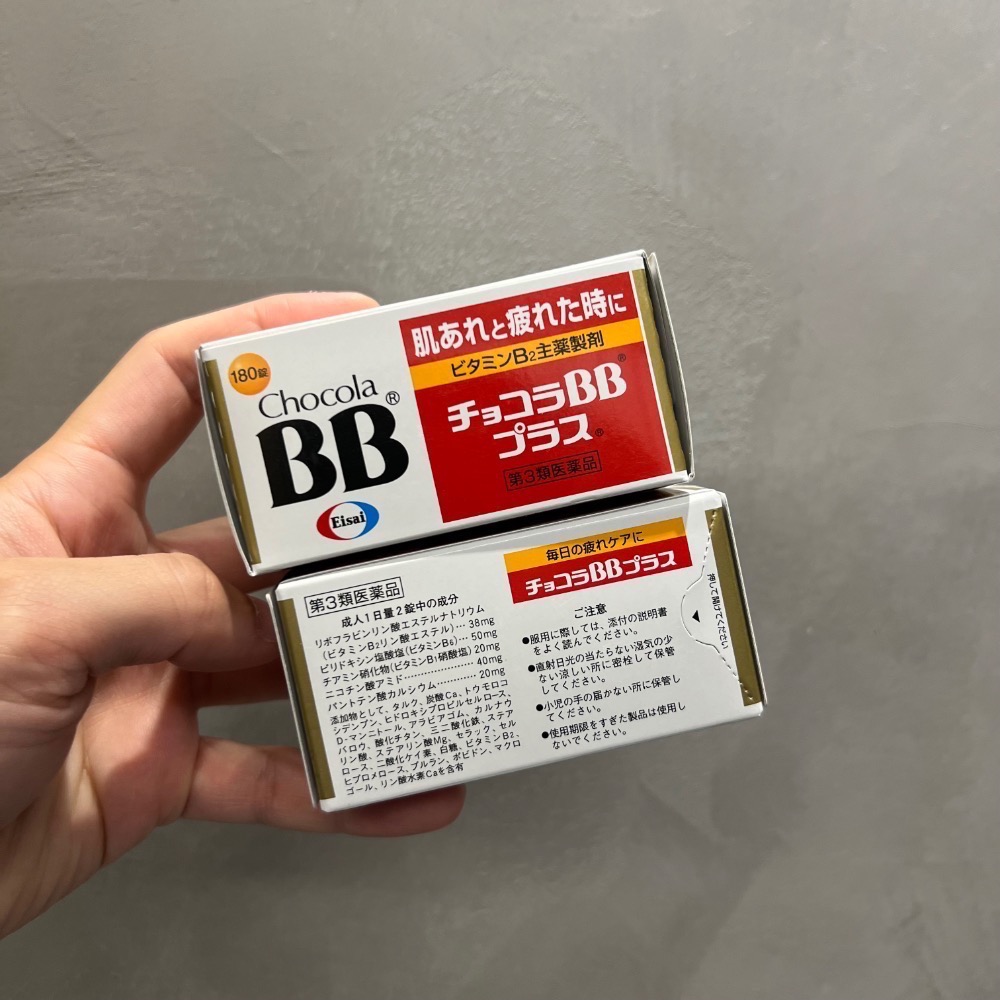 180錠
Chocola
BB®
Eisai
肌あれと疲れた時に
ビタミンB2主薬製剤
チョコラBB®
プラス®
第3類医薬品
第3類医薬品
成人1日量2錠中の成分
リボフラビンリン酸エステルナトリウム
(ビタミンB2リン酸エステル)… 38mg
ピリドキシン塩酸塩(ビタミンB6)… 50mg
チアミン硝化物(ビタミンB1硝酸塩) 20mg
ニコチン酸アミド…………………… 40mg
パントテン酸カルシウム…………… 20mg
添加物として、タルク、炭酸Ca、トウモロコ
シデンプン、ヒドロキシプロピルセルロース、
D-マンニトール、アラビアゴム、カルナウ
バロウ、酸化チタン、三二酸化鉄、ステア
リン酸、ステアリン酸Mg、セラック、セル
ロース、二酸化ケイ素、白糖、ビタミンB2、
ヒプロメロース、プルラン、ポビドン、マクロ
ゴール、リン酸水素Caを含有
毎日の疲れケアに
チョコラBBプラス
ご注意
●服用に際しては、添付の説明書
をよく読んでください。
●直射日光の当たらない湿気の少
ない涼しい所に密栓して保管
してください。
●小児の手の届かない所に保管し
てください。
●使用期限をすぎた製品は使用し
ないでください。
押して開けてください